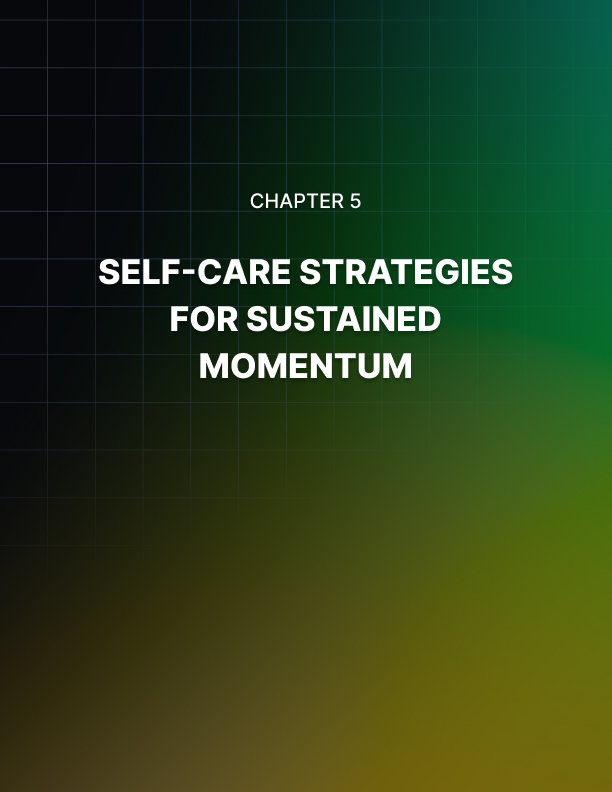 CHAPTER 5
SELF-CARE STRATEGIES
FOR SUSTAINED
MOMENTUM